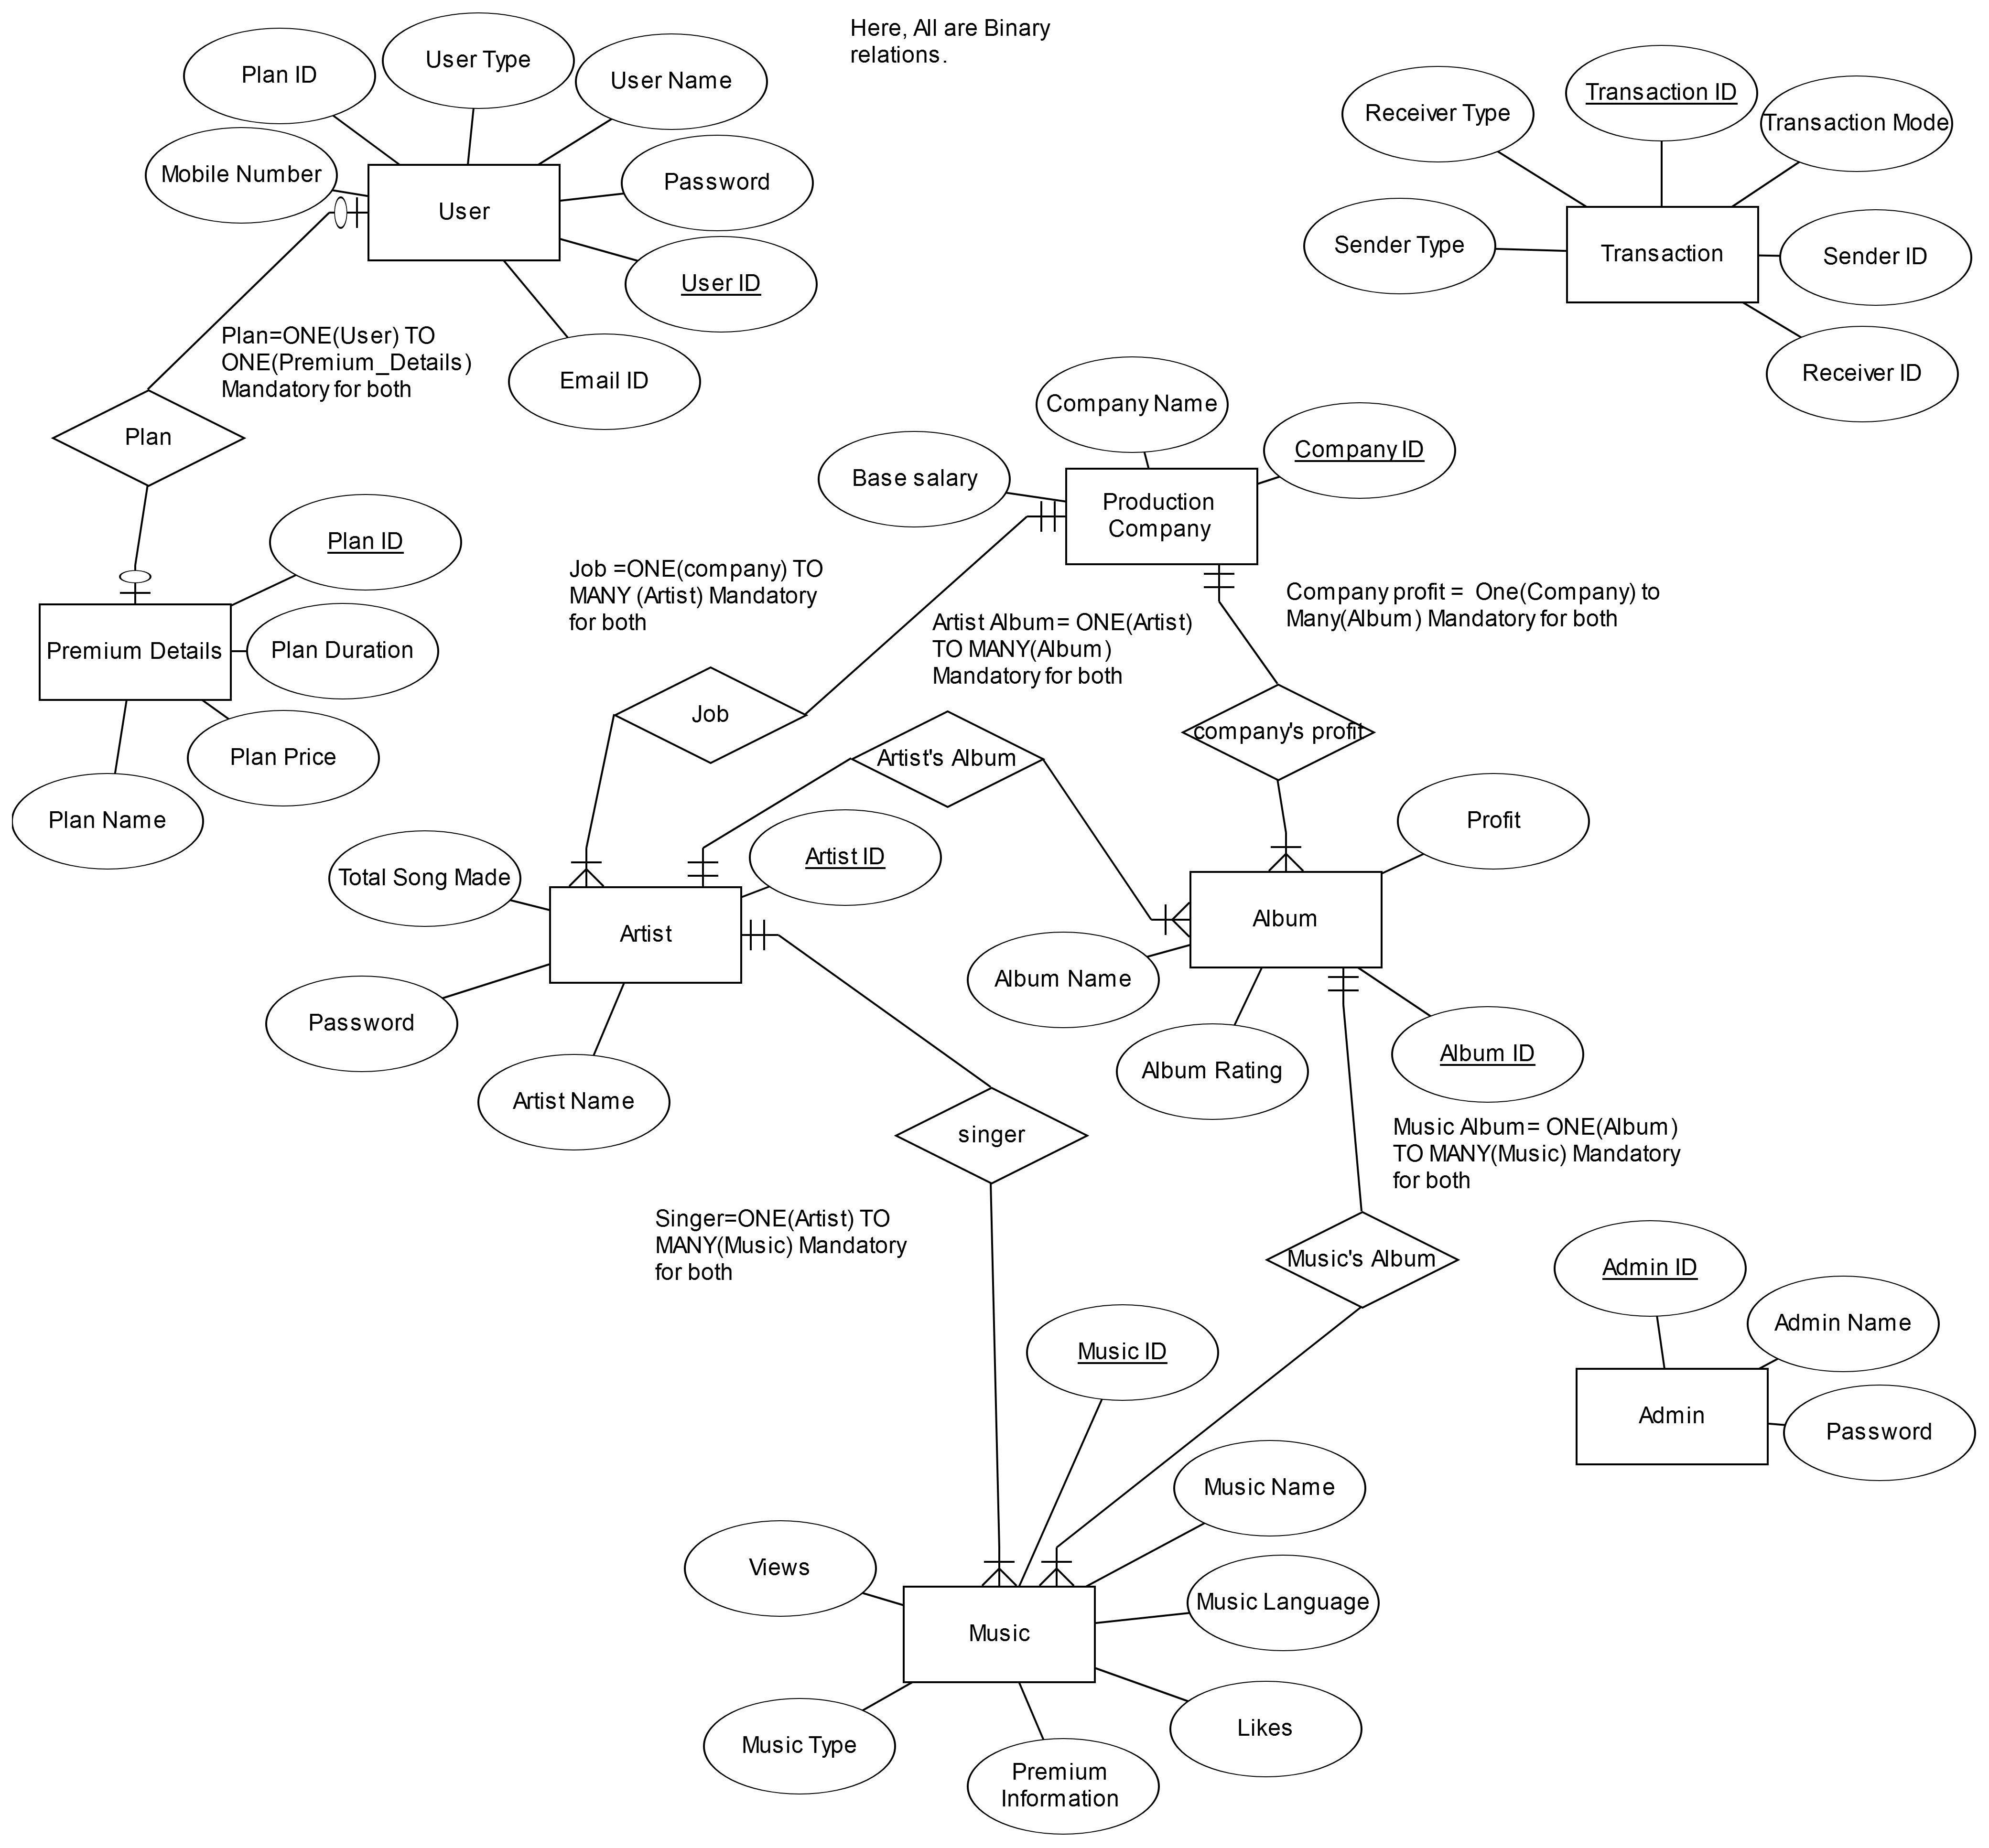 Here, All are Binary
relations.
Plan ID
User Type
User Name
Mobile Number
Password
User
User ID
Email ID
Receiver Type
Transaction ID
Transaction Mode
Sender Type
Transaction
Sender ID
Receiver ID
Plan=ONE(User) TO
ONE(Premium_Details)
Mandatory for both
Plan
Plan ID
Premium Details
Plan Duration
Plan Price
Plan Name
Company Name
Company ID
Base salary
Production
Company
Job =ONE(company) TO
MANY (Artist) Mandatory
for both
Artist Album= ONE(Artist)
TO MANY(Album)
Mandatory for both
Company profit =  One(Company) to
Many(Album) Mandatory for both
Job
Artist's Album
company's profit
Total Song Made
Artist ID
Artist
Password
Artist Name
Profit
Album
Album Name
Album Rating
Album ID
singer
Music Album= ONE(Album)
TO MANY(Music) Mandatory
for both
Singer=ONE(Artist) TO
MANY(Music) Mandatory
for both
Music's Album
Admin ID
Admin Name
Admin
Password
Music ID
Music Name
Views
Music Language
Music
Music Type
Likes
Premium
Information